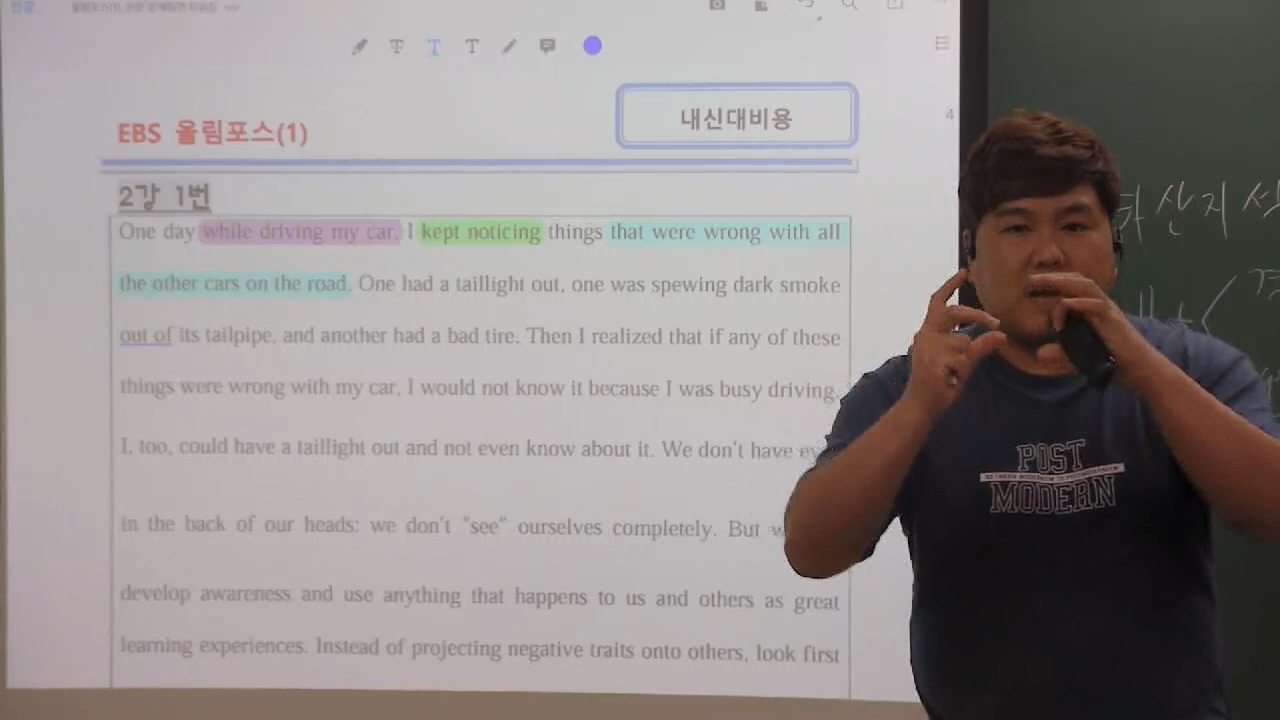 내신대비용
EBS 올림포스(1)
4
2강 1번
One day while driving my car, I kept noticing things that were wrong with all
the other cars on the road. One had a taillight out, one was spewing dark smoke
out of its tailpipe, and another had a bad tire. Then I realized that if any of these
things were wrong with my car, I would not know it because I was busy driving.
I, too, could have a taillight out and not even know about it. We don't have
in the back of our heads: we don't "see" ourselves completely. But
develop awareness and use anything that happens to us and others as great
learning experiences. Instead of projecting negative traits onto others, look first
POST
MODERN